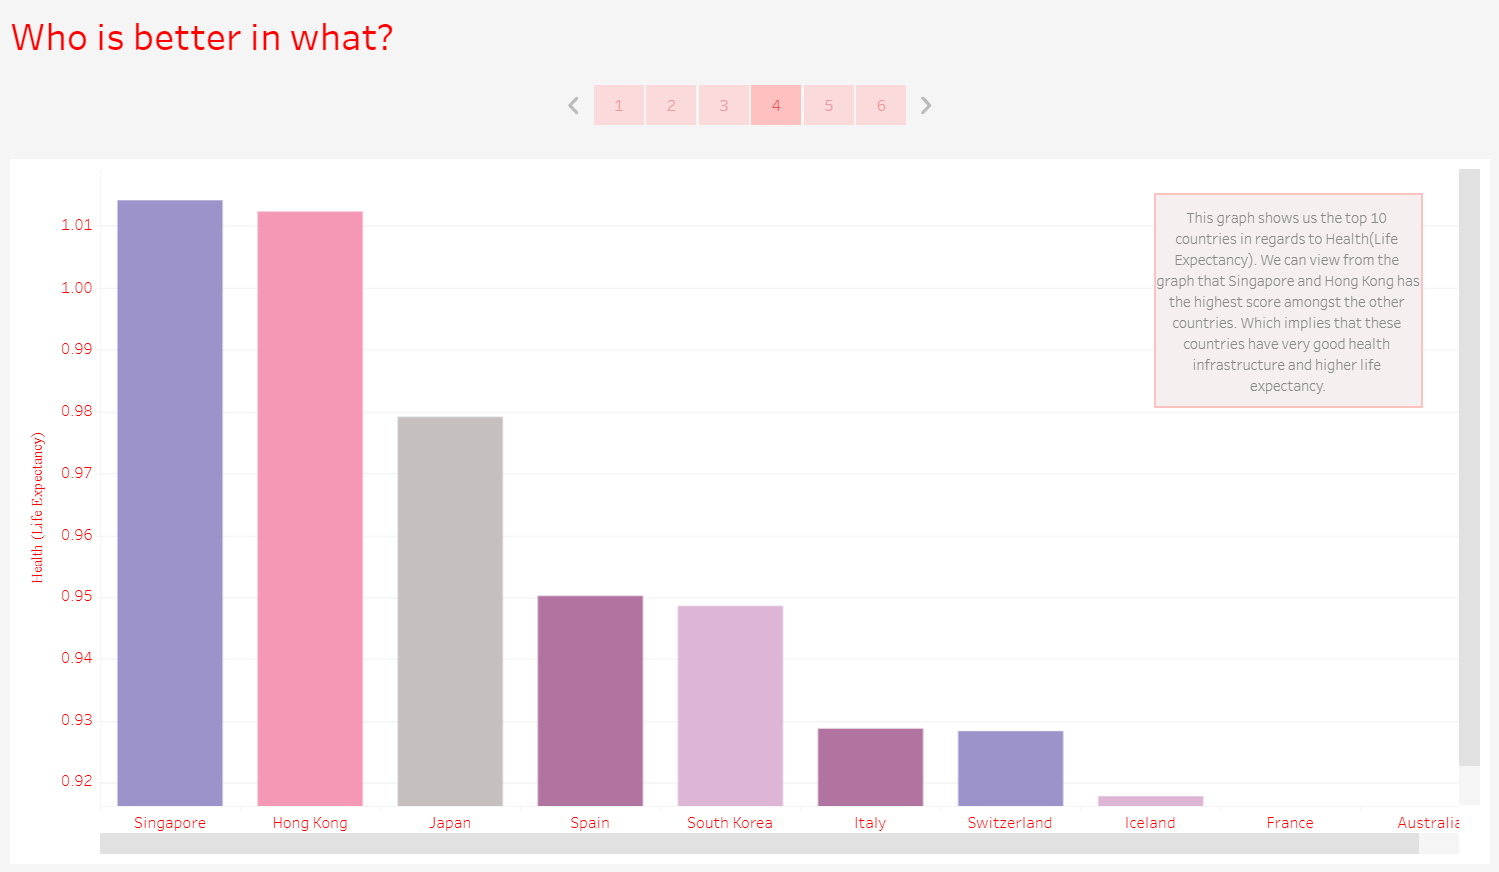 Who is better in what?
1 2 3 4 5 6
This graph shows us the top 10
countries in regards to Health(Life
Expectancy). We can view from the
graph that Singapore and Hong Kong has
the highest score amongst the other
countries. Which implies that these
countries have very good health
infrastructure and higher life
expectancy.
Health (Life Expectancy)
1.01
1.00
0.99
0.98
0.97
0.96
0.95
0.94
0.93
0.92
Singapore Hong Kong Japan Spain South Korea Italy Switzerland Iceland France Australia